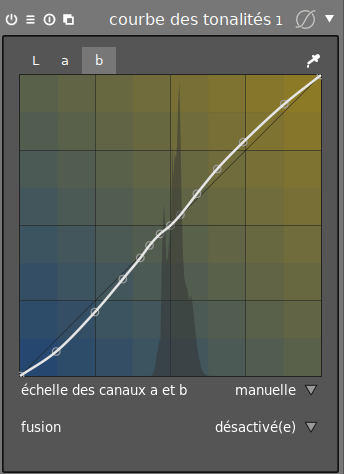 courbe des tonalités 1
L a b
échelle des canaux a et b manuelle
fusion désactivé(e)